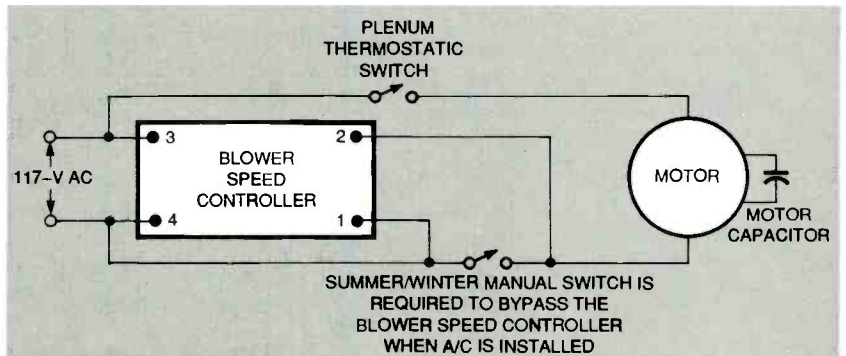 PLENUM
THERMOSTATIC
SWITCH
3
2
117-V AC
BLOWER
SPEED
CONTROLLER
MOTOR
4
1
MOTOR
CAPACITOR
SUMMER/WINTER MANUAL SWITCH IS
REQUIRED TO BYPASS THE
BLOWER SPEED CONTROLLER
WHEN A/C IS INSTALLED